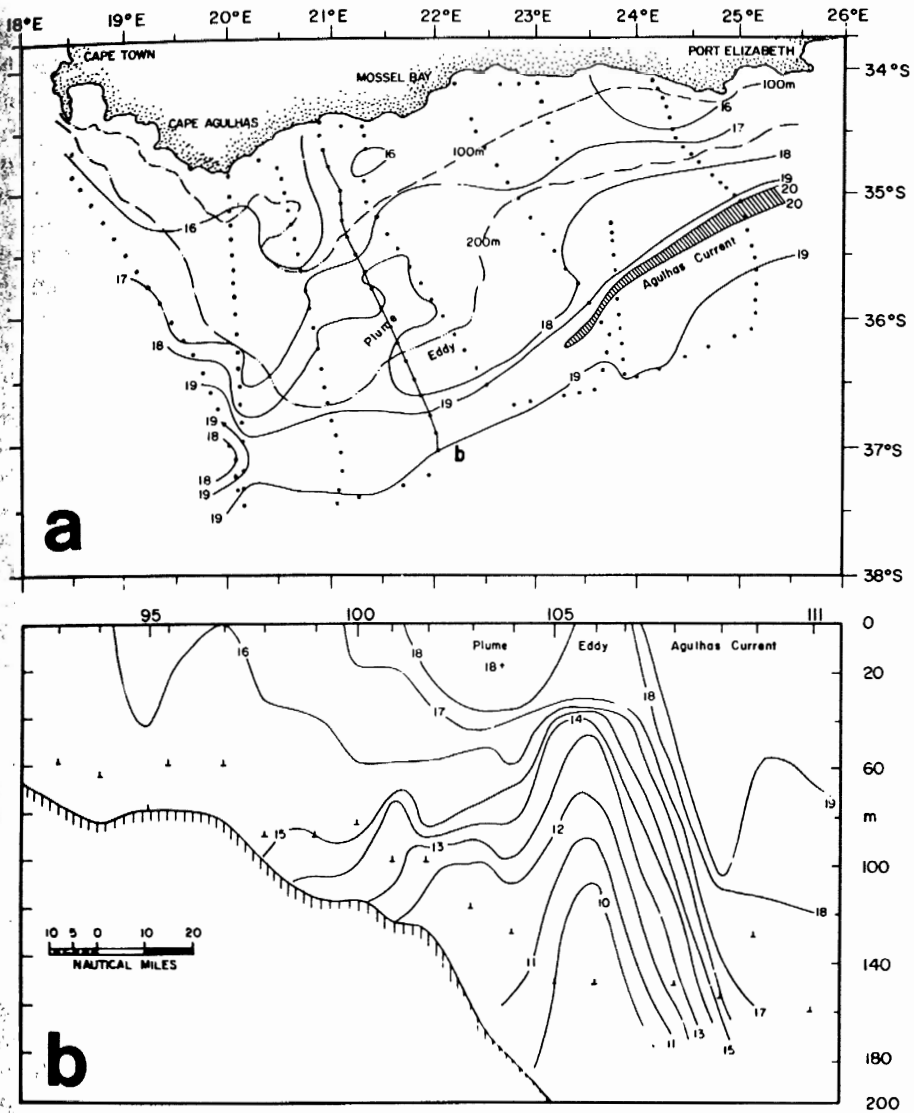 18°E 19°E 20°E 21°E 22°E 23°E 24°E 25°E 26°E
CAPE TOWN
PORT ELIZABETH
34°S
MOSSEL BAY
100m
16
CAPE AGULHAS
17
16
100m
18
19
35°S
20
20
16
200m
Agulhas Current
19
17
36°S
18
Plume
18
Eddy
19
19
19
19
37°S
18
b
18
19
19
a
38°S
95 100 105 111
0
16
18
Plume
Eddy
Agulhas Current
18+
20
18
17
14
60
19
m
15
13
12
100
10
18
10 5 0 10 20
NAUTICAL MILES
11
140
17
13
11
15
b
180
200